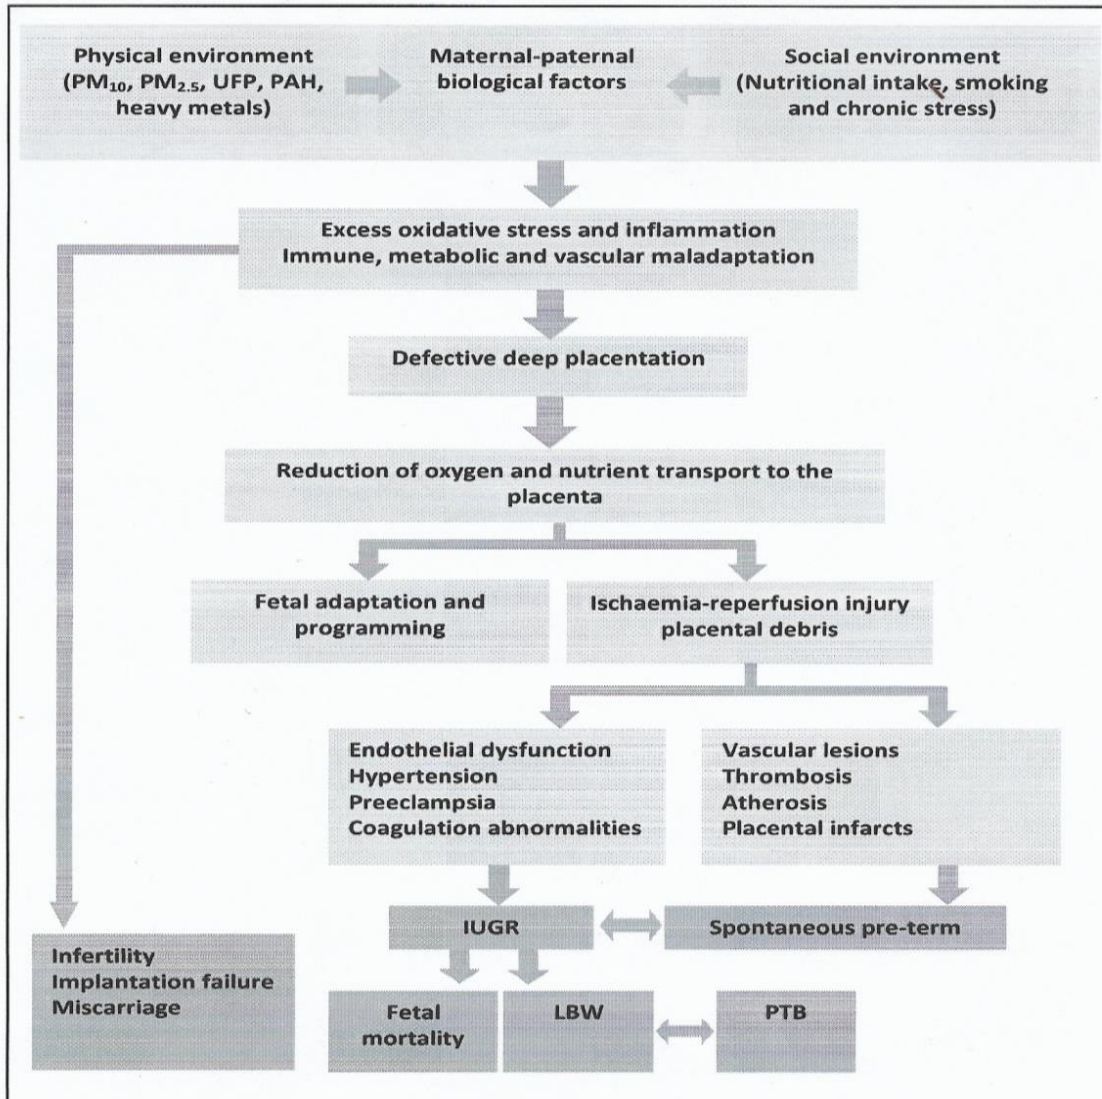 Physical environment
(PM₁₀, PM₂.₅, UFP, PAH,
heavy metals)
Maternal-paternal
biological factors
Social environment
(Nutritional intake, smoking
and chronic stress)
Excess oxidative stress and inflammation
Immune, metabolic and vascular maladaptation
Defective deep placentation
Reduction of oxygen and nutrient transport to the
placenta
Fetal adaptation and
programming
Ischaemia-reperfusion injury
placental debris
Endothelial dysfunction
Hypertension
Preeclampsia
Coagulation abnormalities
Vascular lesions
Thrombosis
Atherosis
Placental infarcts
IUGR
Spontaneous pre-term
Infertility
Implantation failure
Miscarriage
Fetal
mortality
LBW
PTB